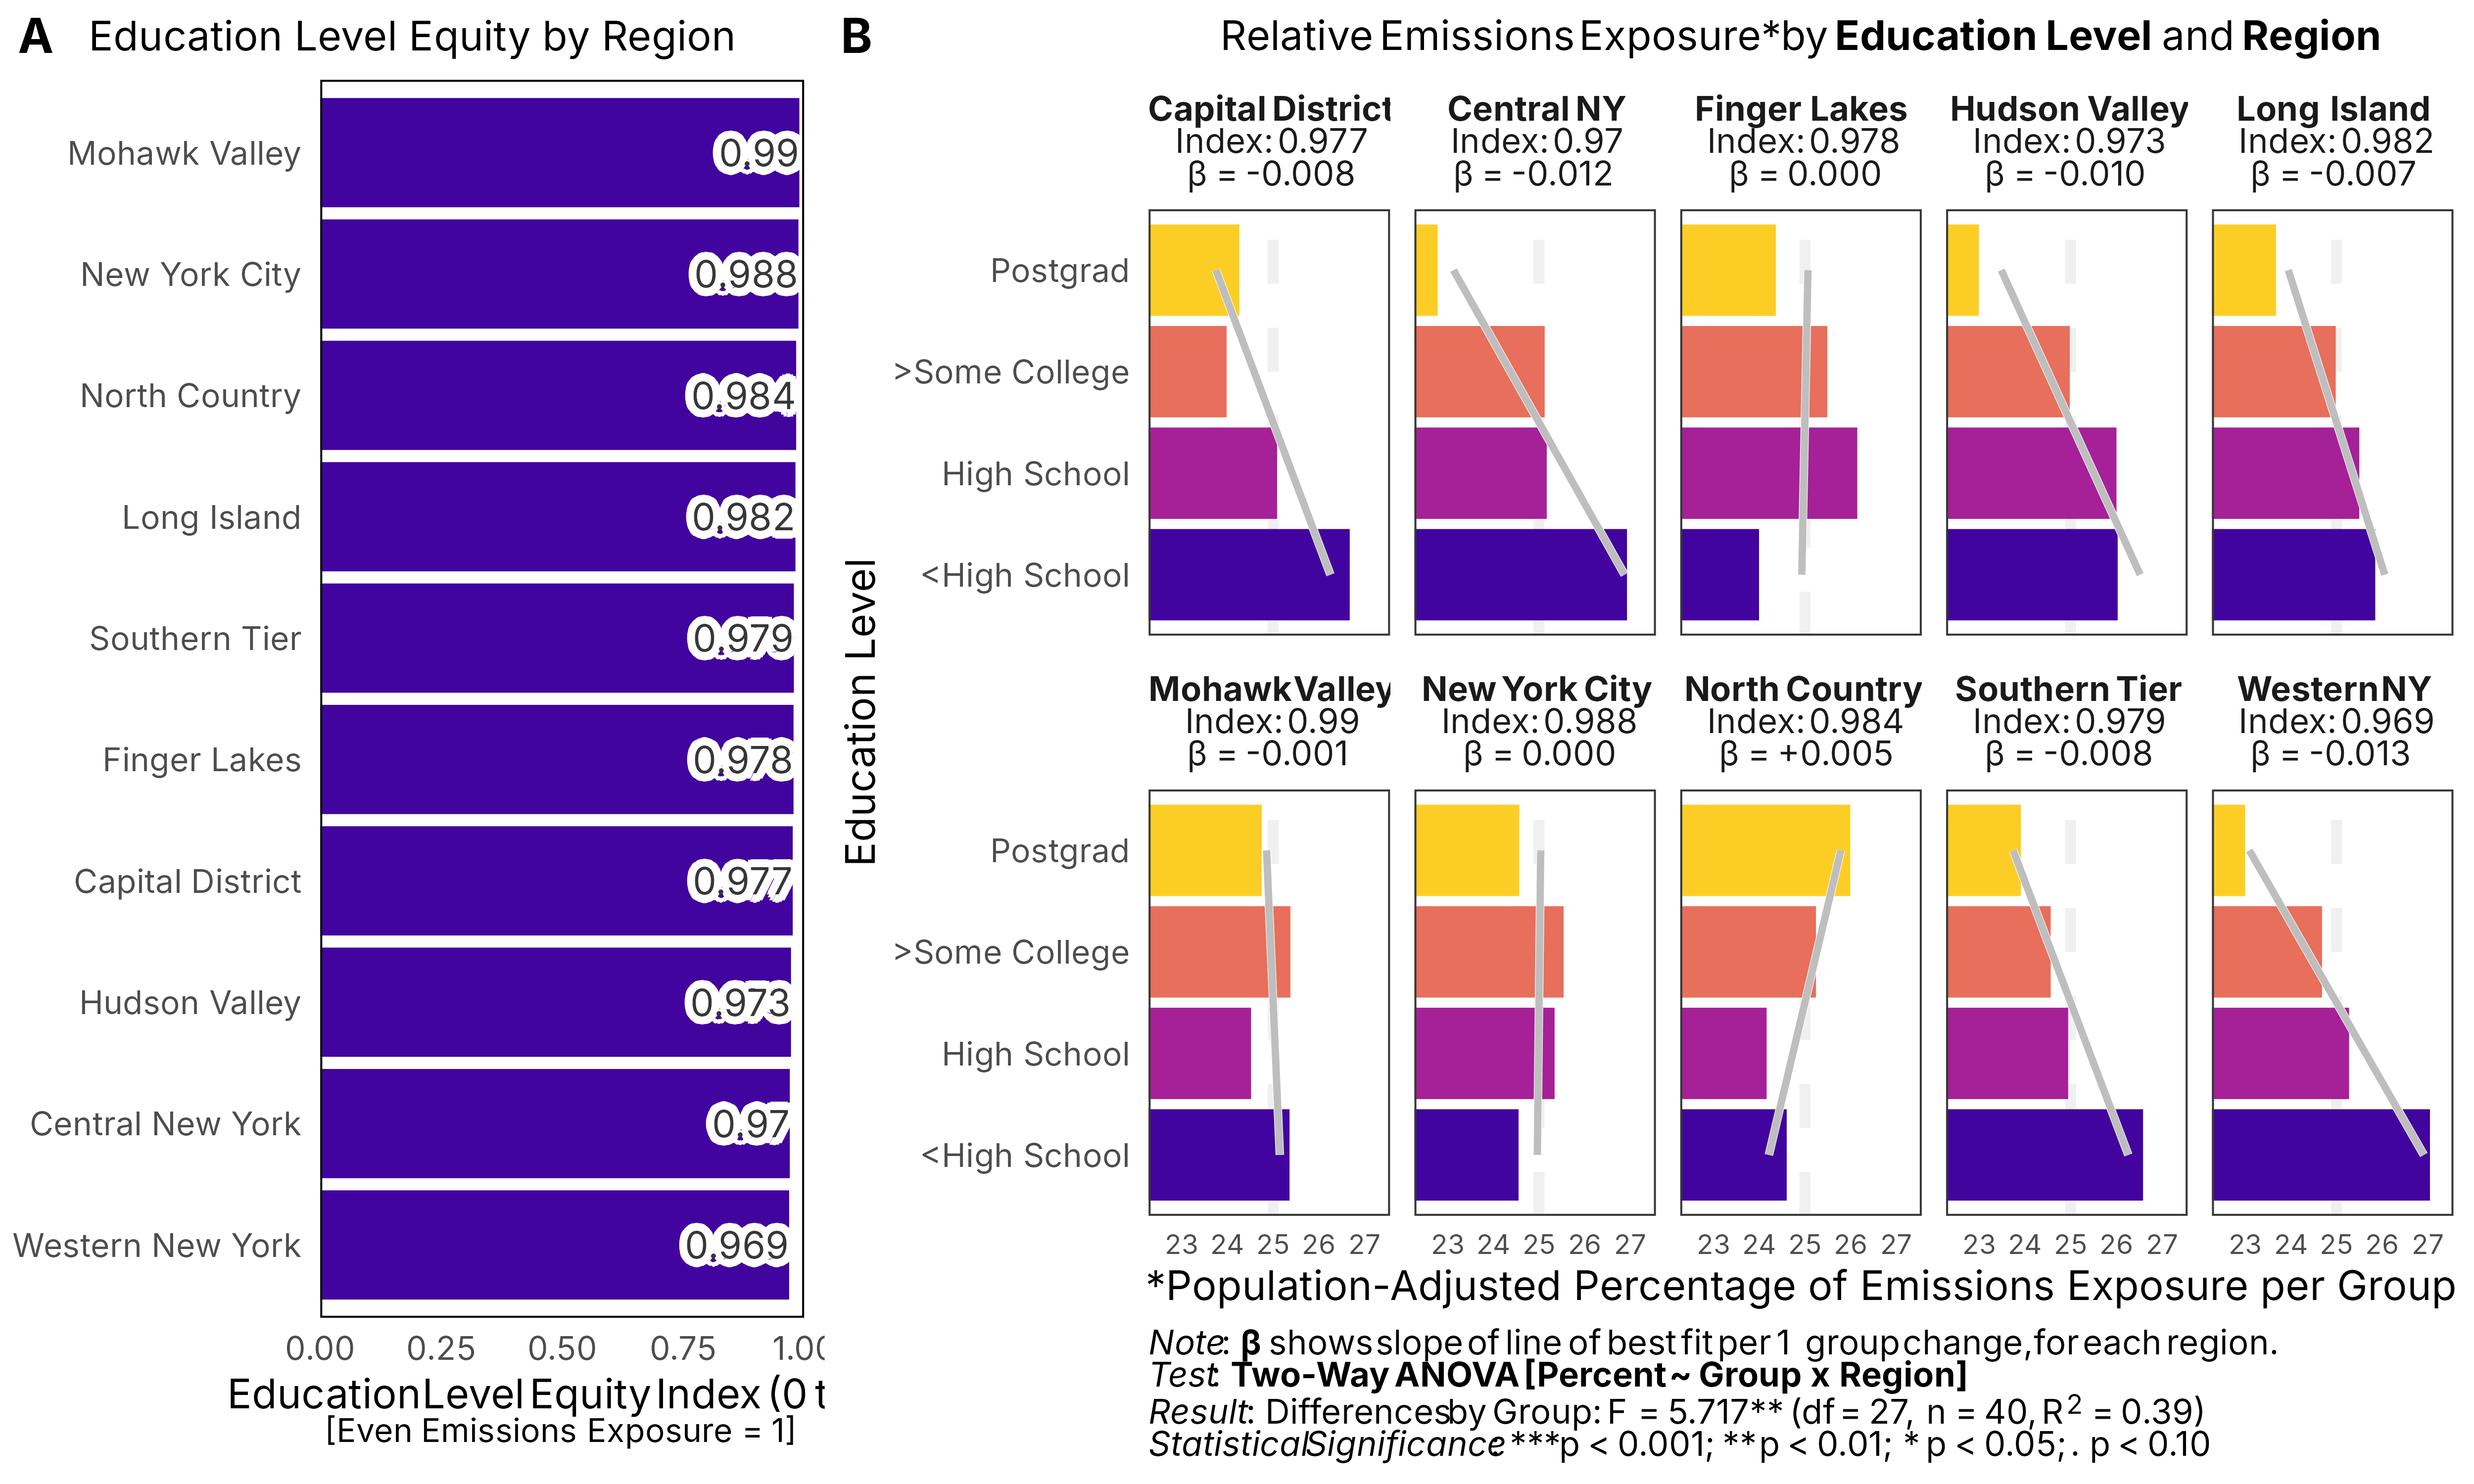 A Education Level Equity by Region
Mohawk Valley 0.99
New York City 0.988
North Country 0.984
Long Island 0.982
Southern Tier 0.979
Finger Lakes 0.978
Capital District 0.977
Hudson Valley 0.973
Central New York 0.97
Western New York 0.969
0.00 0.25 0.50 0.75 1.00
Education Level Equity Index (0 t
[Even Emissions Exposure = 1]
B Relative Emissions Exposure* by Education Level and Region
Education Level
Capital District
Index: 0.977
β = -0.008
Central NY
Index: 0.97
β = -0.012
Finger Lakes
Index: 0.978
β = 0.000
Hudson Valley
Index: 0.973
β = -0.010
Long Island
Index: 0.982
β = -0.007
Postgrad
>Some College
High School
<High School
Mohawk Valley
Index: 0.99
β = -0.001
New York City
Index: 0.988
β = 0.000
North Country
Index: 0.984
β = +0.005
Southern Tier
Index: 0.979
β = -0.008
Western NY
Index: 0.969
β = -0.013
Postgrad
>Some College
High School
<High School
23 24 25 26 27
23 24 25 26 27
23 24 25 26 27
23 24 25 26 27
23 24 25 26 27
*Population-Adjusted Percentage of Emissions Exposure per Group
Note: β shows slope of line of best fit per 1 group change, for each region.
Test: Two-Way ANOVA [Percent ~ Group x Region]
Result: Differences by Group: F = 5.717** (df = 27, n = 40, R² = 0.39)
Statistical Significance: ***p < 0.001; **p < 0.01; *p < 0.05; . p < 0.10